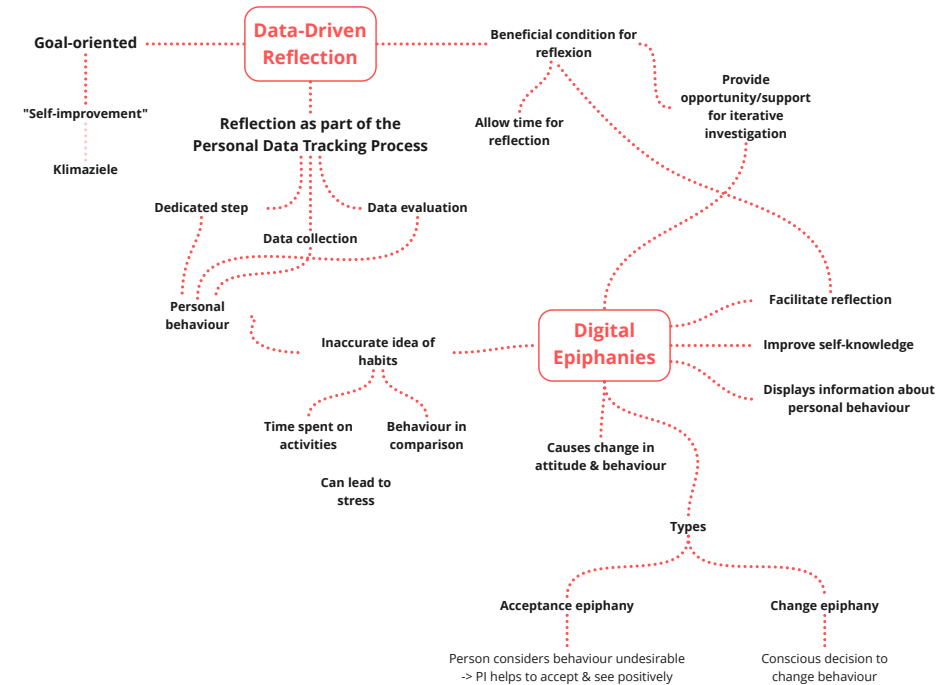 Data-Driven
Reflection
Goal-oriented
"Self-improvement"
Klimaziele
Beneficial condition for
reflexion
Allow time for
reflection
Provide
opportunity/support
for iterative
investigation
Reflection as part of the
Personal Data Tracking Process
Dedicated step
Data evaluation
Data collection
Personal
behaviour
Inaccurate idea of
habits
Time spent on
activities
Behaviour in
comparison
Can lead to
stress
Digital
Epiphanies
Facilitate reflection
Improve self-knowledge
Displays information about
personal behaviour
Causes change in
attitude & behaviour
Types
Acceptance epiphany
Change epiphany
Person considers behaviour undesirable
-> PI helps to accept & see positively
Conscious decision to
change behaviour